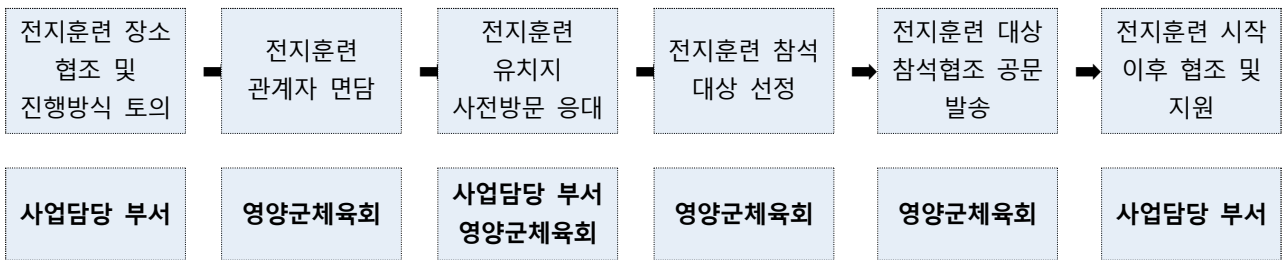 전지훈련 장소
협조 및
진행방식 토의
전지훈련
관계자 면담
전지훈련
유치지
사전방문 응대
전지훈련 참석
대상 선정
전지훈련 대상
참석협조 공문
발송
전지훈련 시작
이후 협조 및
지원
사업담당 부서
영양군체육회
사업담당 부서
영양군체육회
영양군체육회
영양군체육회
사업담당 부서